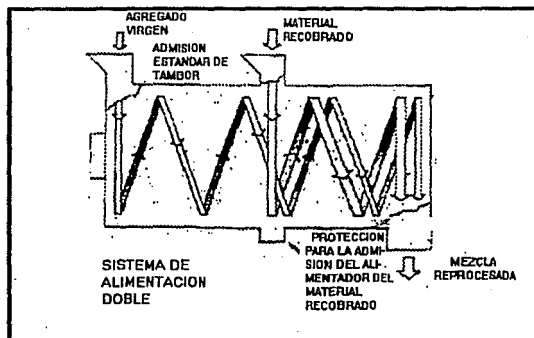 AGREGADO
VIRGEN
MATERIAL
RECOBRADO
ADMISION
ESTANDAR DE
TAMBOR
SISTEMA DE
ALIMENTACION
DOBLE
PROTECCION
PARA LA ADMI-
SION DEL ALI-
MENTADOR DEL
MATERIAL
RECOBRADO
MEZCLA
REPROCESADA